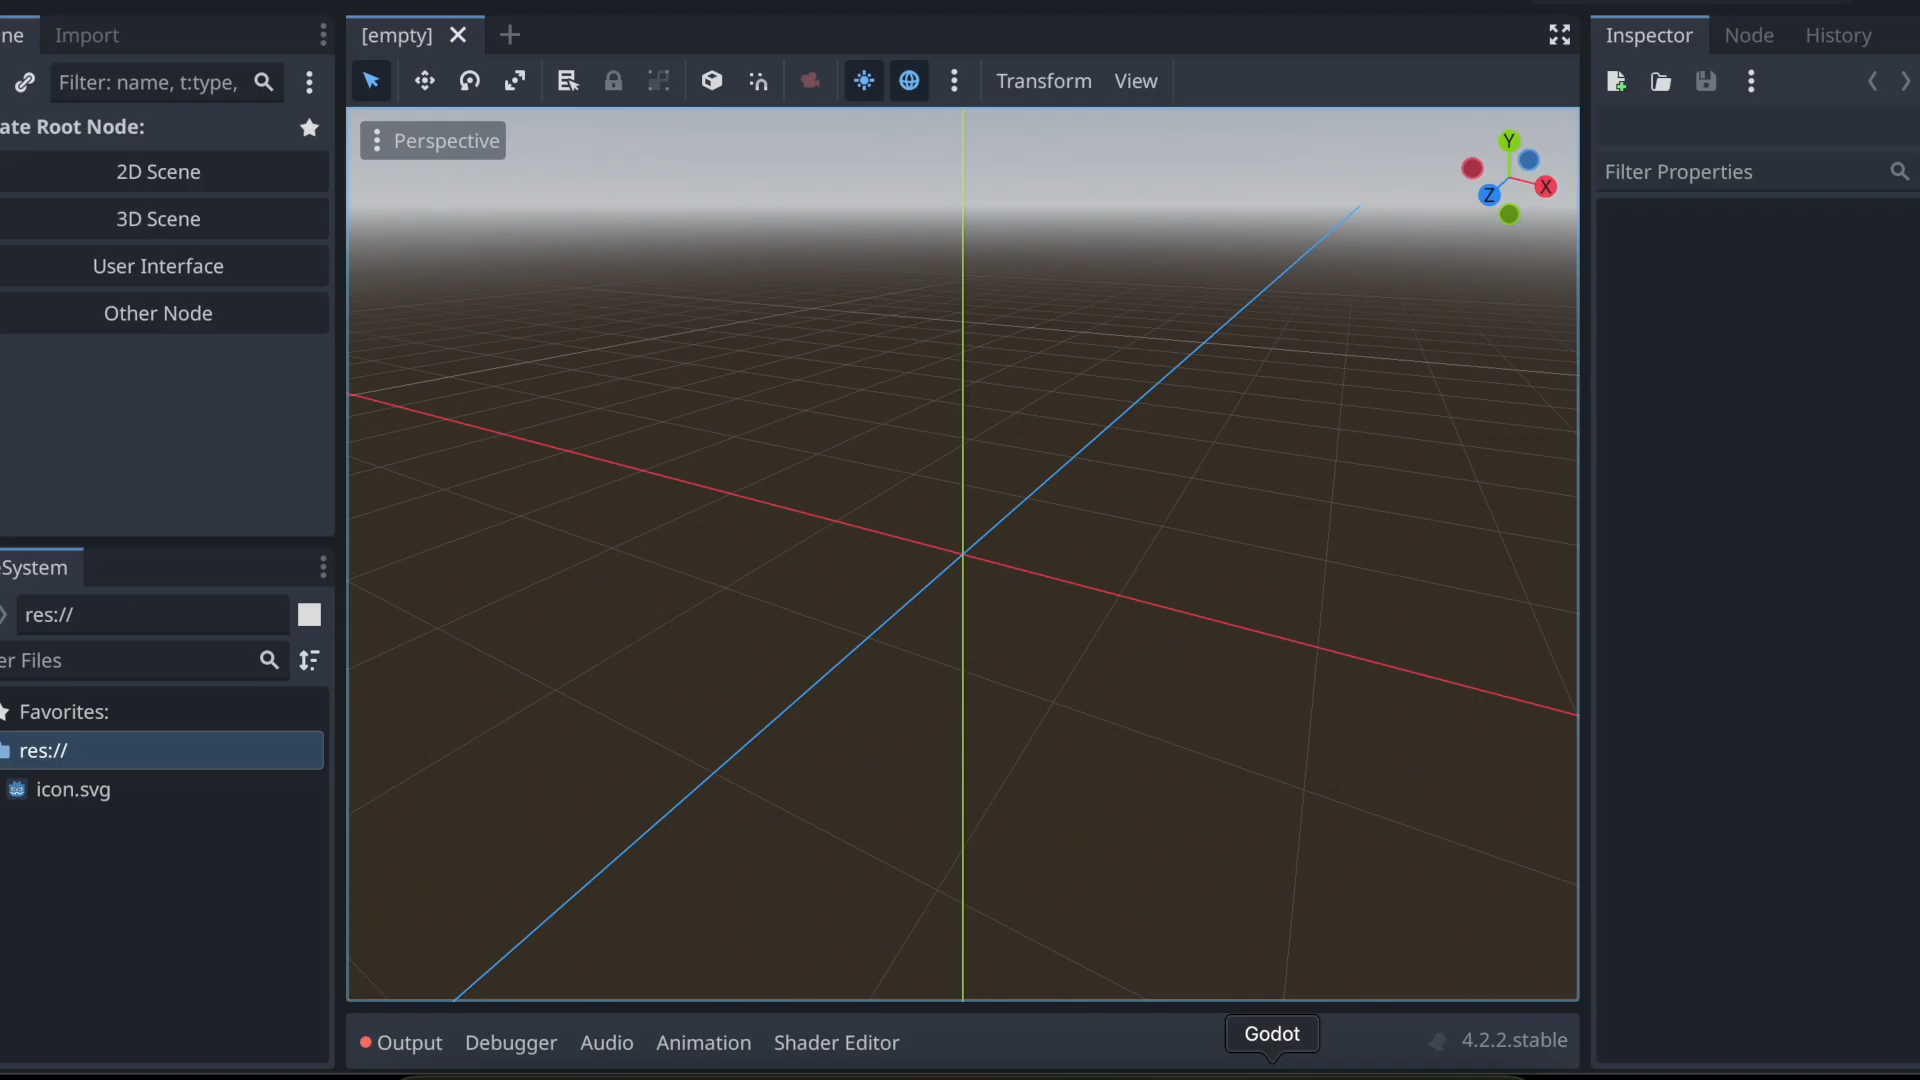 ne
Import
[empty]
Inspector
Node
History
Filter: name, t:type,
Transform
View
ate Root Node:
Perspective
2D Scene
3D Scene
User Interface
Other Node
Y
Z
X
Filter Properties
eSystem
res://
er Files
Favorites:
res://
icon.svg
Output
Debugger
Audio
Animation
Shader Editor
Godot
4.2.2.stable